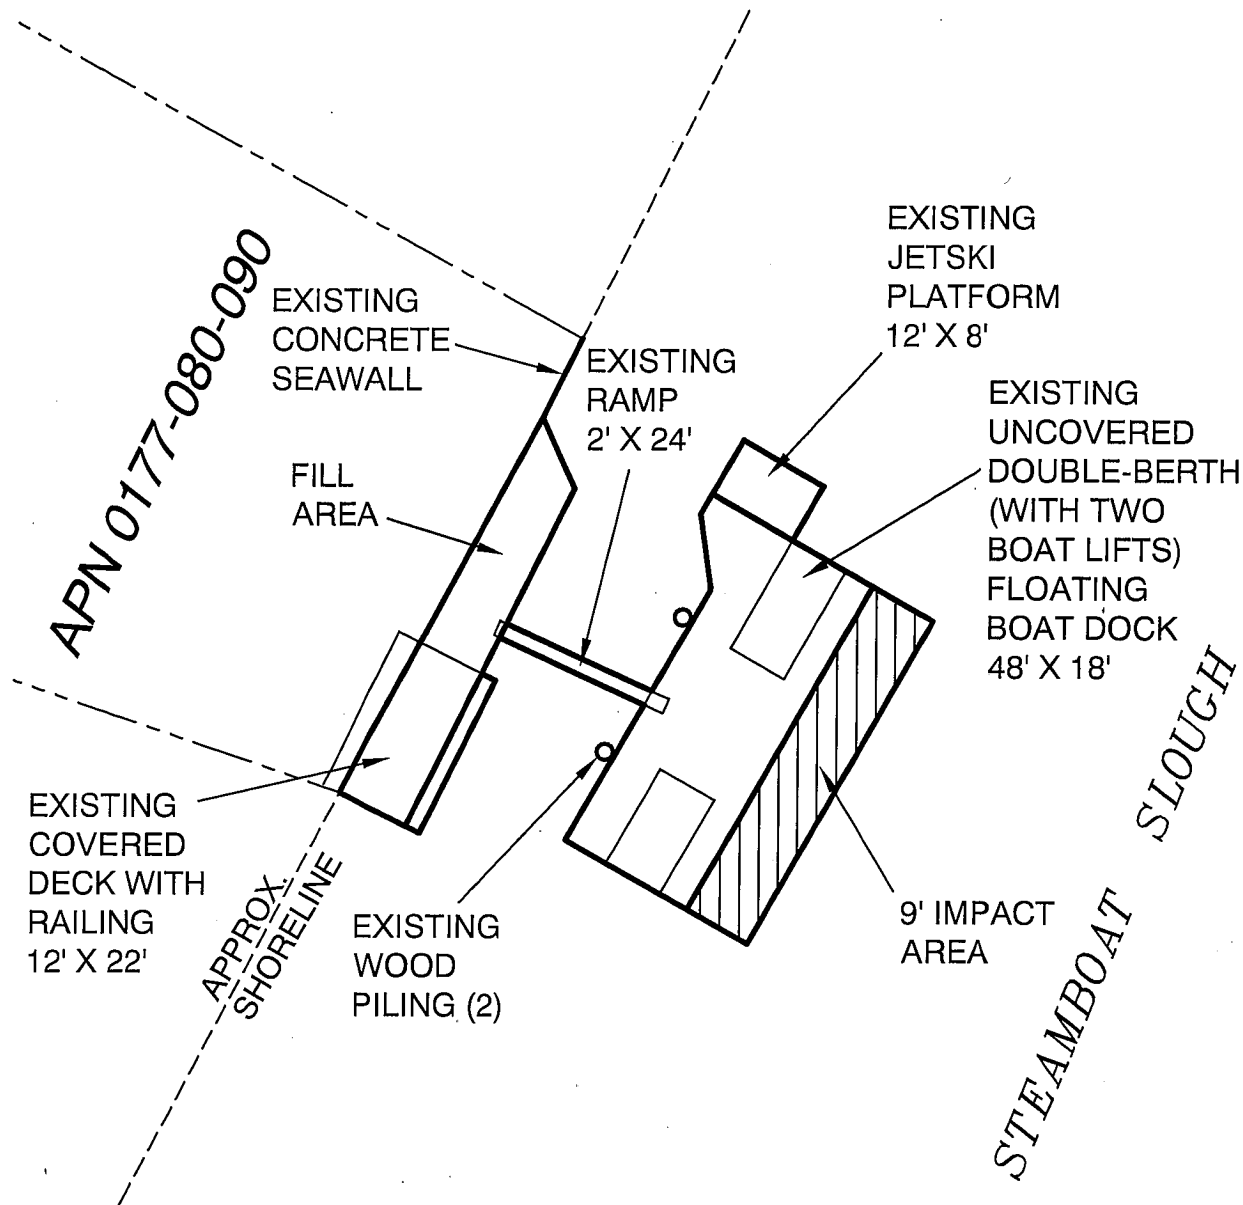 EXISTING
JETSKI
PLATFORM
12' X 8'
APN 0177-080-090
EXISTING
CONCRETE
SEAWALL
EXISTING
RAMP
2' X 24'
EXISTING
UNCOVERED
DOUBLE-BERTH
(WITH TWO
BOAT LIFTS)
FLOATING
BOAT DOCK
48' X 18'
FILL
AREA
EXISTING
COVERED
DECK WITH
RAILING
12' X 22'
APPROX.
SHORELINE
EXISTING
WOOD
PILING (2)
9' IMPACT
AREA
STEAMBOAT SLOUGH